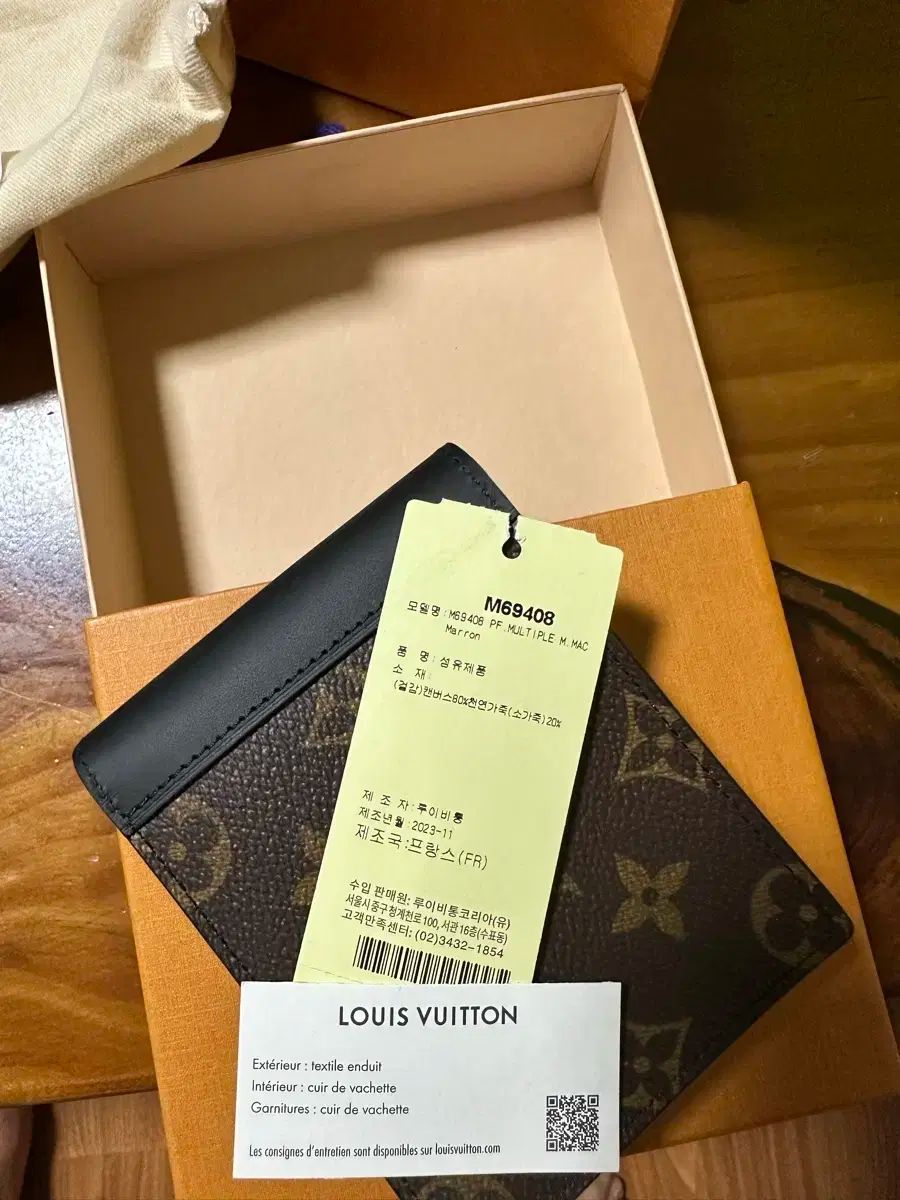 M69408
모델명:M69408 PF.MULTIPLE M.MAC
Marron
품 명:섬유제품
소 재:
(겉감)캔버스80%천연가죽(소가죽)20%
제 조 자:루이비통
제조년월:2023-11
제조국:프랑스(FR)
수입 판매원: 루이비통코리아(유)
서울시중구청계천로100, 서관16층(수표동)
고객만족센터: (02)3432-1854
LOUIS VUITTON
Extérieur : textile enduit
Intérieur : cuir de vachette
Garnitures : cuir de vachette
Les consignes d'entretien sont disponibles sur louisvuitton.com